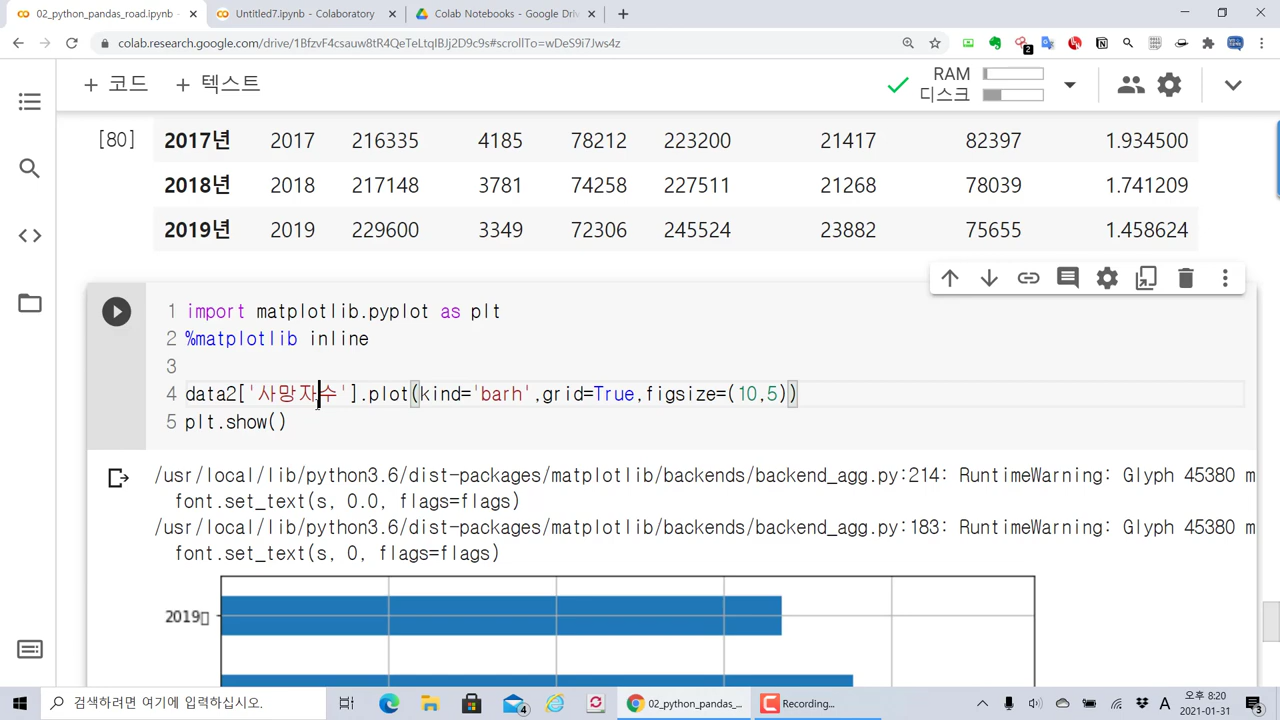 02_python_pandas_road.ipynb
Untitled7.ipynb - Colaboratory
Colab Notebooks - Google Driv
colab.research.google.com/drive/1BfzvF4csauw8tR4QeTeLtqIBJi2D9c9s#scrollTo=wDeS9i7Jws4z
2
+ 코드
+ 텍스트
RAM
디스크
[80] 2017년 2017 216335 4185 78212 223200 21417 82397 1.934500
2018년 2018 217148 3781 74258 227511 21268 78039 1.741209
2019년 2019 229600 3349 72306 245524 23882 75655 1.458624
1 import matplotlib.pyplot as plt
2 %matplotlib inline
3
4 data2['사망자수'].plot(kind='barh',grid=True,figsize=(10,5))
5 plt.show()
/usr/local/lib/python3.6/dist-packages/matplotlib/backends/backend_agg.py:214: RuntimeWarning: Glyph 45380 m
font.set_text(s, 0.0, flags=flags)
/usr/local/lib/python3.6/dist-packages/matplotlib/backends/backend_agg.py:183: RuntimeWarning: Glyph 45380 m
font.set_text(s, 0, flags=flags)
2019▯
검색하려면 여기에 입력하십시오.
4
02_python_pandas_...
Recording...
A
오후 8:20
2021-01-31
3